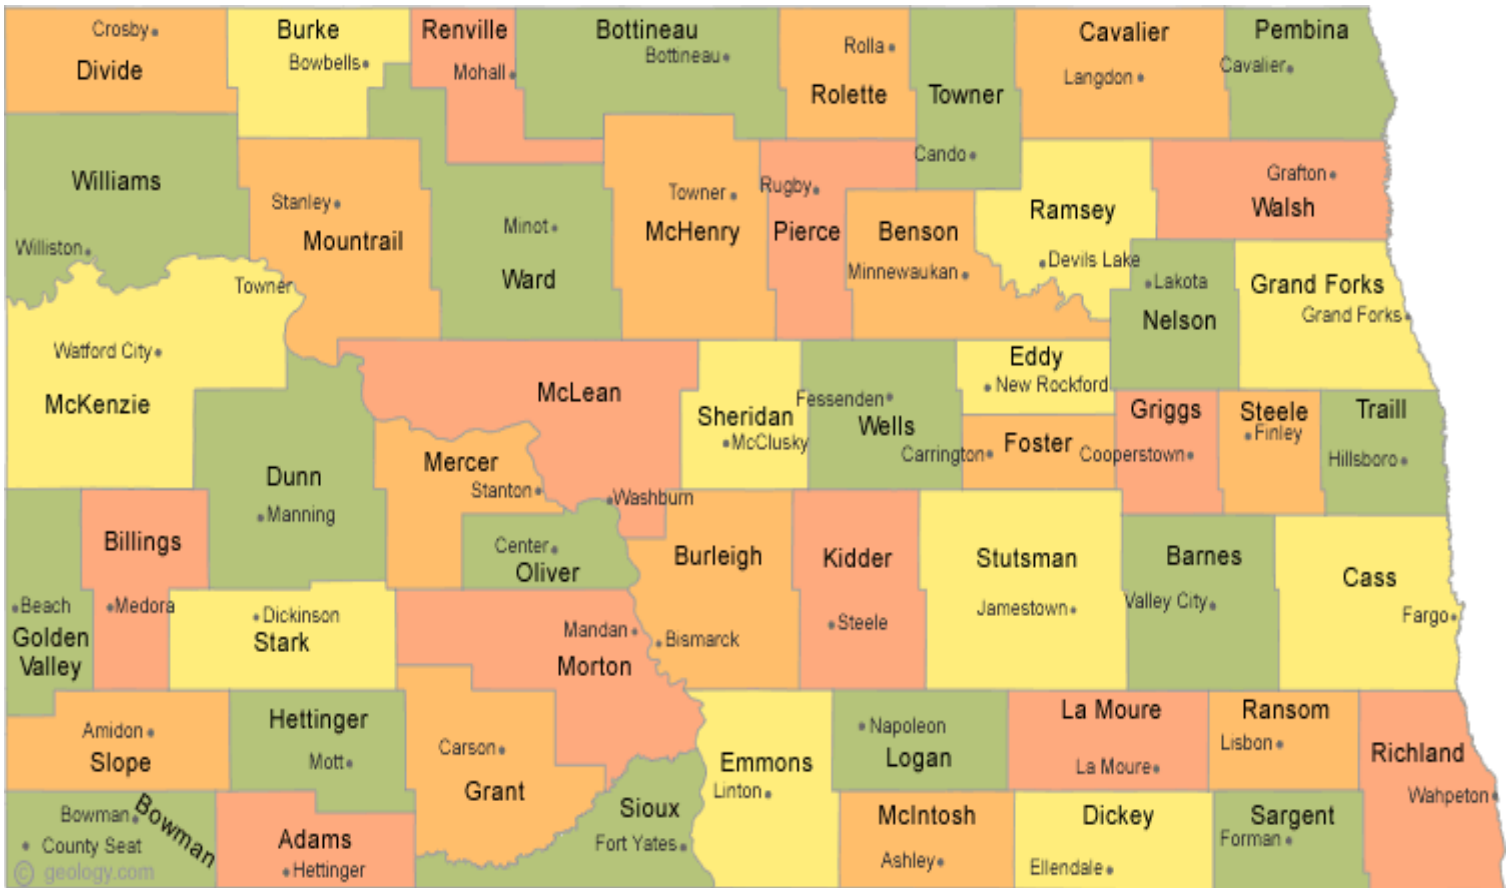 Crosby
Divide
Burke
Bowbells
Renville
Mohall
Bottineau
Bottineau
Rolla
Rolette
Towner
Cando
Cavalier
Langdon
Pembina
Cavalier
Williams
Williston
Stanley
Mountrail
Towner
Minot
Ward
Towner
McHenry
Rugby
Pierce
Benson
Minnewaukan
Ramsey
Devils Lake
Grafton
Walsh
Lakota
Nelson
Grand Forks
Grand Forks
Watford City
McKenzie
McLean
Washburn
Sheridan
McClusky
Fessenden
Wells
Eddy
New Rockford
Carrington
Foster
Griggs
Cooperstown
Steele
Finley
Traill
Hillsboro
Dunn
Manning
Mercer
Stanton
Center
Oliver
Billings
Medora
Beach
Golden
Valley
Dickinson
Stark
Mandan
Morton
Burleigh
Bismarck
Kidder
Steele
Stutsman
Jamestown
Barnes
Valley City
Cass
Fargo
Amidon
Slope
Hettinger
Mott
Carson
Grant
Emmons
Linton
Napoleon
Logan
La Moure
La Moure
Ransom
Lisbon
Richland
Wahpeton
Bowman
Bowman
Adams
Hettinger
Sioux
Fort Yates
McIntosh
Ashley
Dickey
Ellendale
Sargent
Forman
County Seat
© geology.com